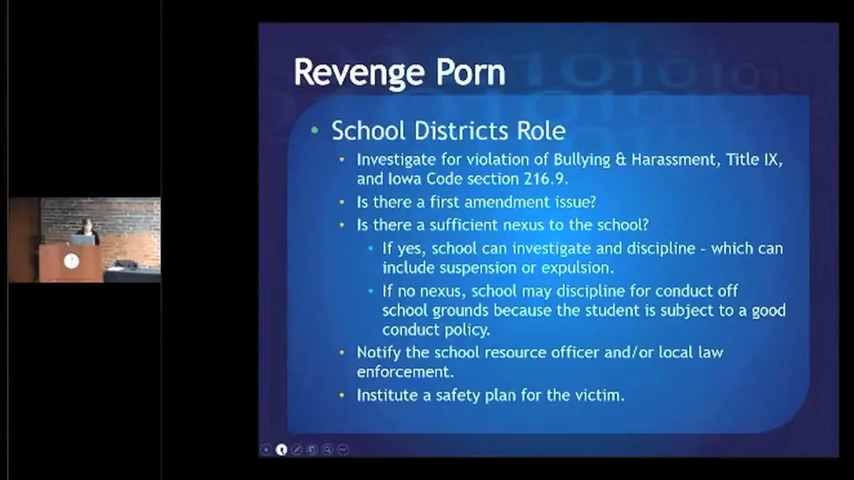 Revenge Porn
• School Districts Role
• Investigate for violation of Bullying & Harassment, Title IX,
and Iowa Code section 216.9.
• Is there a first amendment issue?
• Is there a sufficient nexus to the school?
• If yes, school can investigate and discipline – which can
include suspension or expulsion.
• If no nexus, school may discipline for conduct off
school grounds because the student is subject to a good
conduct policy.
• Notify the school resource officer and/or local law
enforcement.
• Institute a safety plan for the victim.